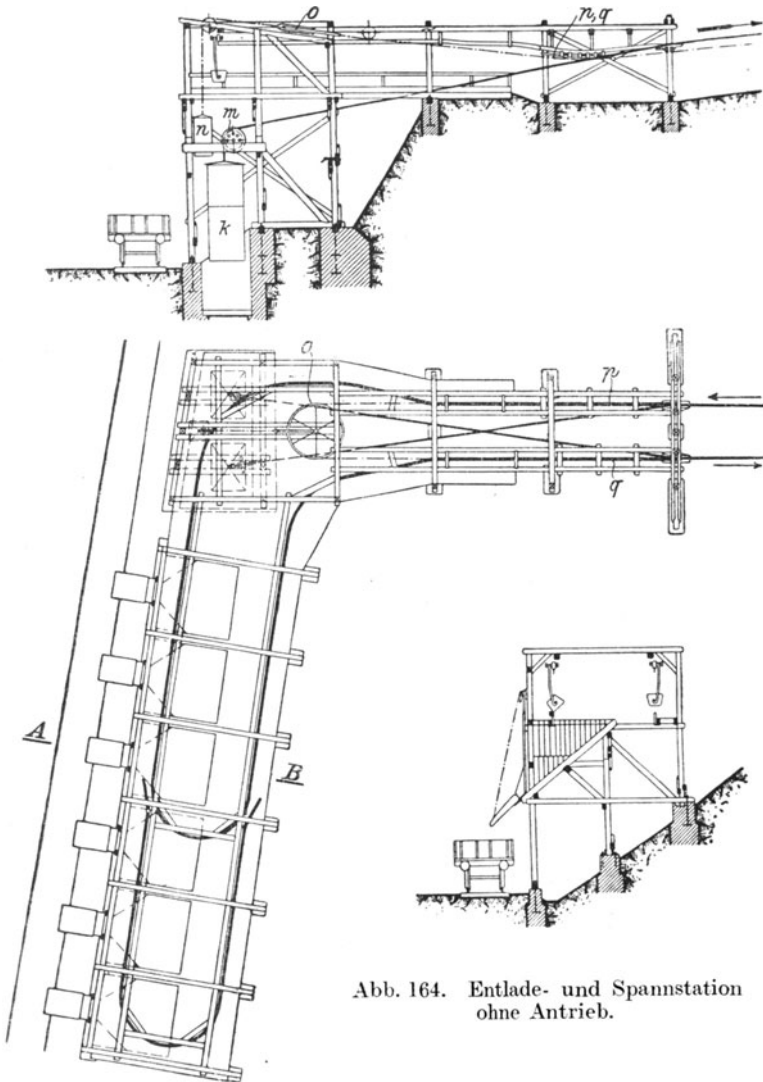 o
p, q
n
m
k
o
p
q
A
B
Abb. 164. Entlade- und Spannstation
ohne Antrieb.